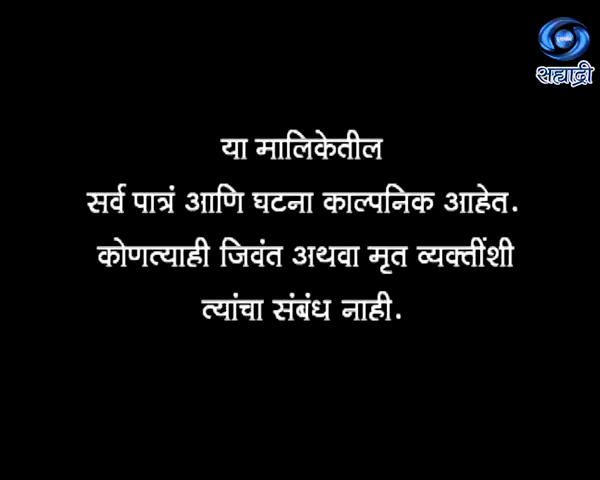 सह्याद्री
या मालिकेतील
सर्व पात्रं आणि घटना काल्पनिक आहेत.
कोणत्याही जिवंत अथवा मृत व्यक्तींशी
त्यांचा संबंध नाही.